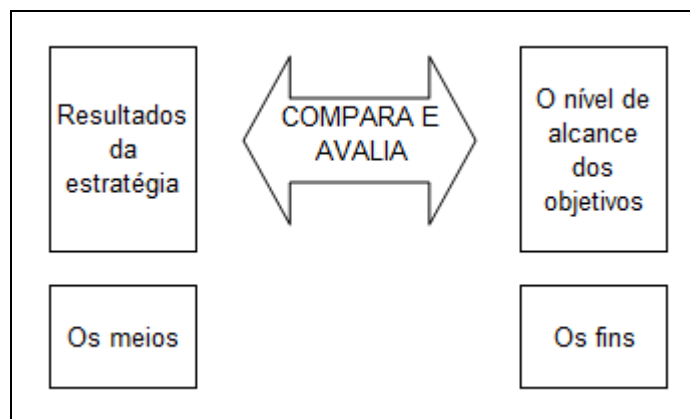 Resultados
da
estratégia
COMPARA E
AVALIA
O nível de
alcance
dos
objetivos
Os meios
Os fins